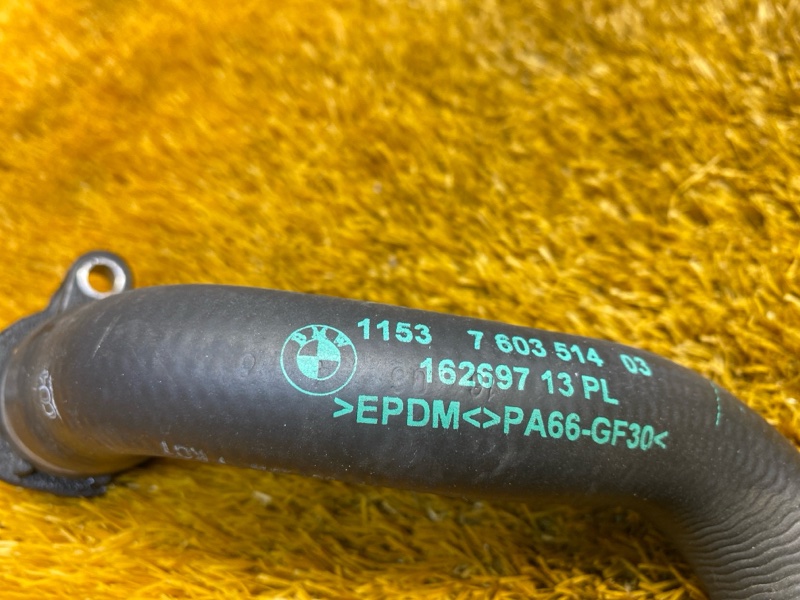 BMW
1153 7 603 514 03
162697 13 PL
>EPDM<>PA66-GF30<